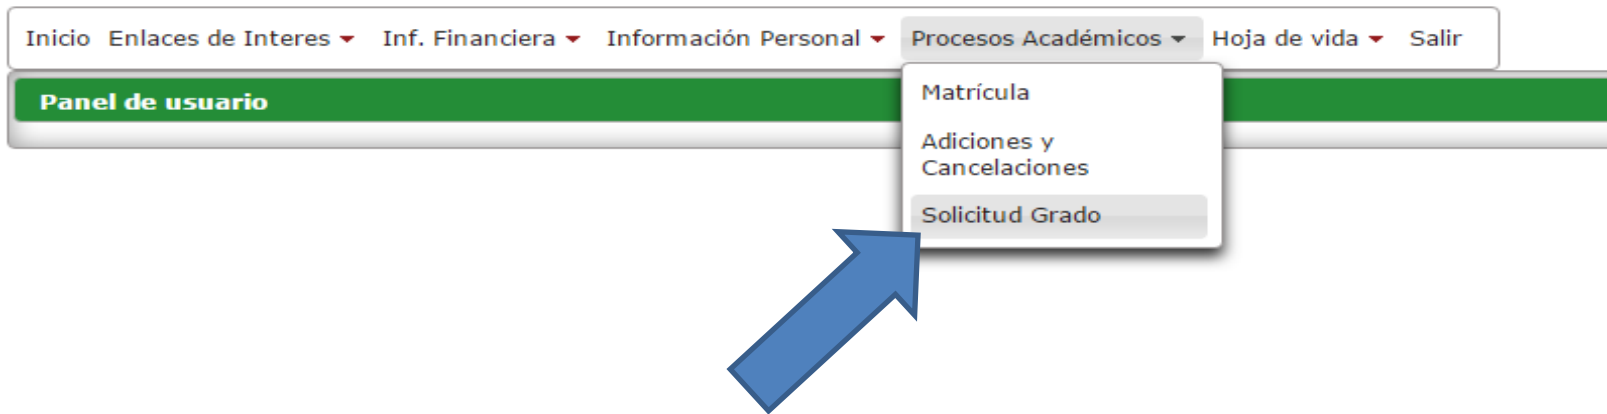 Inicio Enlaces de Interes Inf. Financiera Información Personal Procesos Académicos Hoja de vida Salir
Panel de usuario
Matrícula
Adiciones y
Cancelaciones
Solicitud Grado